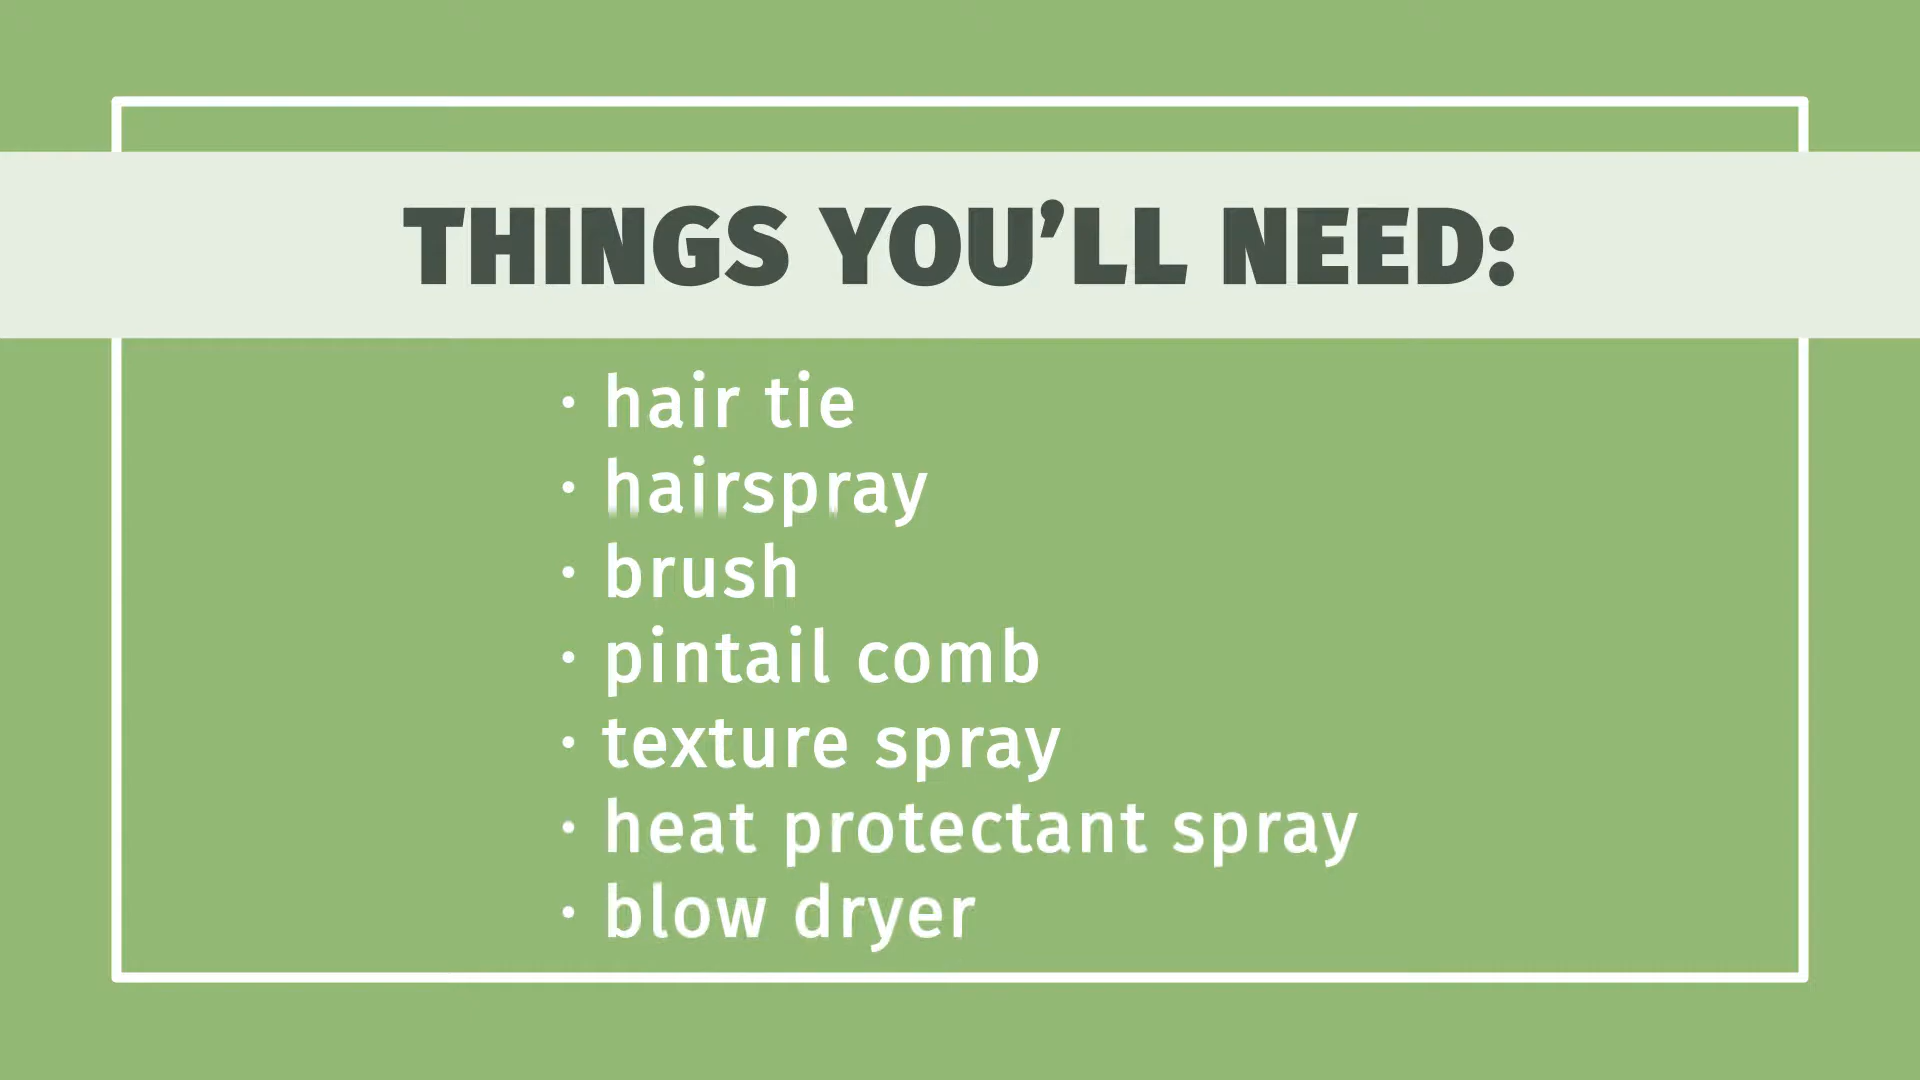 THINGS YOU’LL NEED:
· hair tie
· hairspray
· brush
· pintail comb
· texture spray
· heat protectant spray
· blow dryer